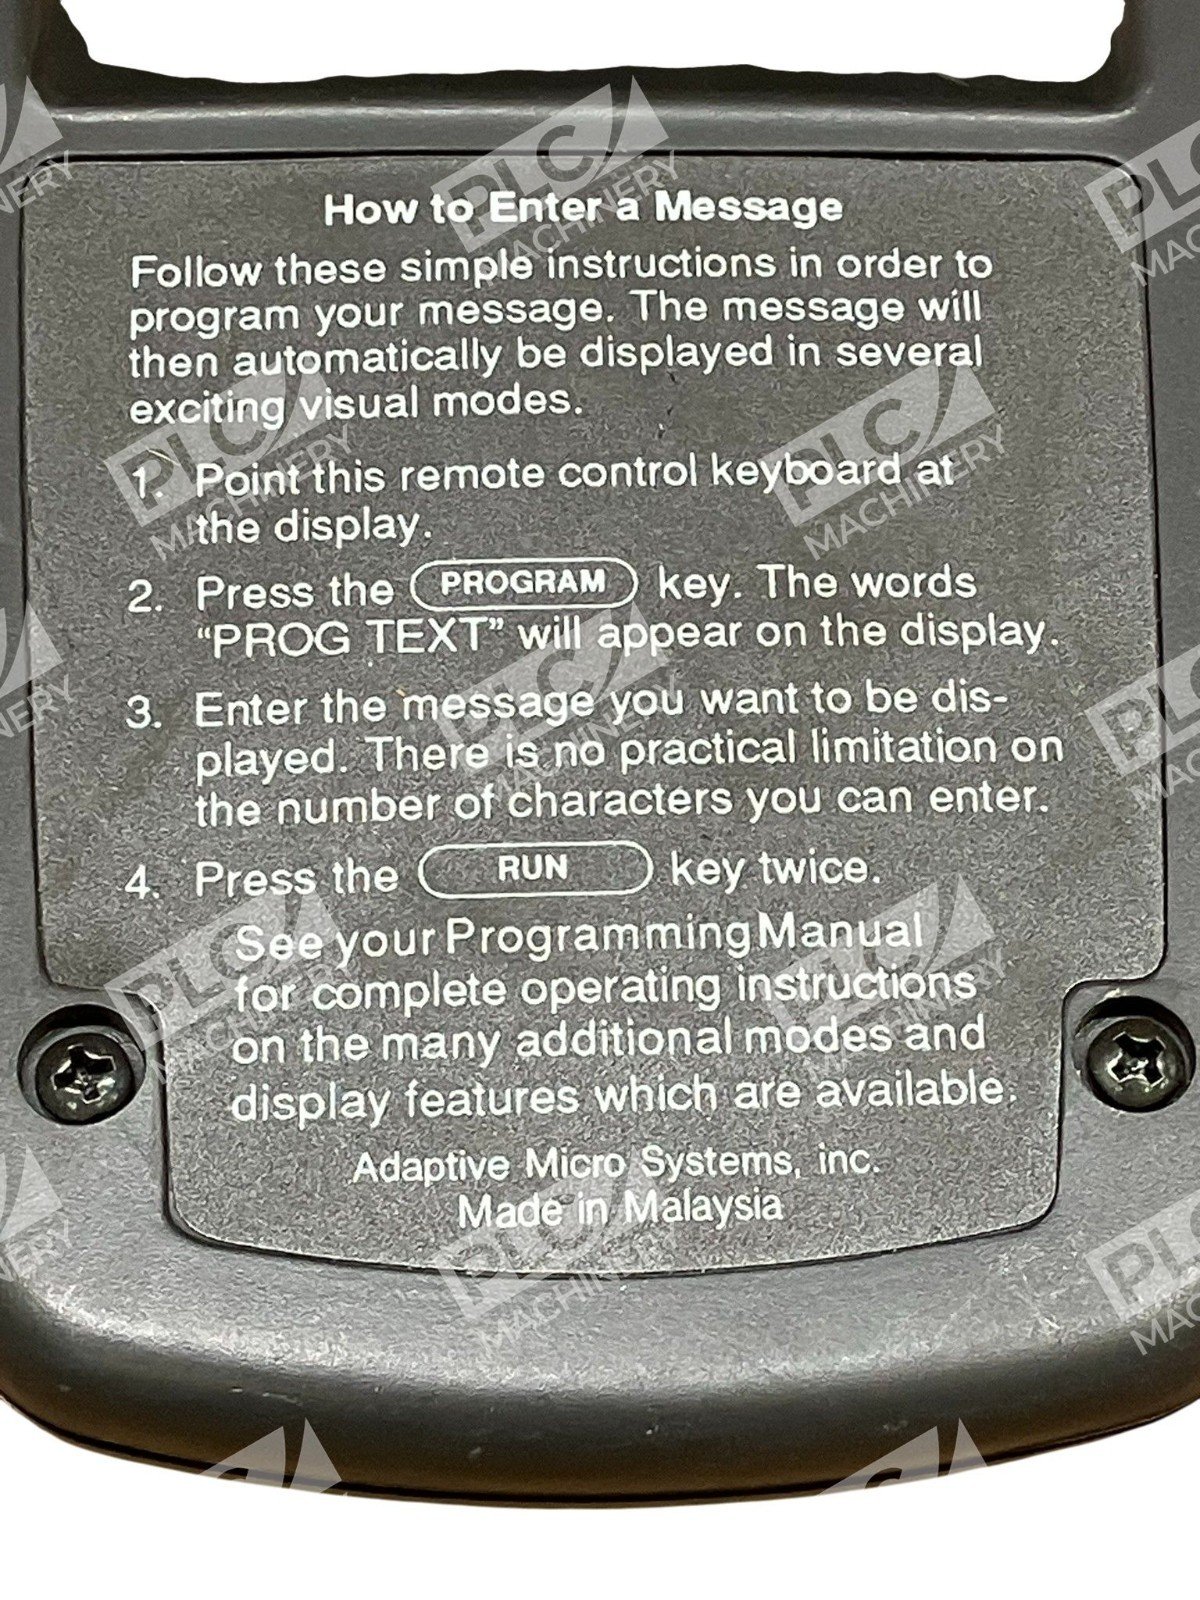 How to Enter a Message
Follow these simple instructions in order to
program your message. The message will
then automatically be displayed in several
exciting visual modes.
1. Point this remote control keyboard at
the display.
2. Press the PROGRAM key. The words
“PROG TEXT” will appear on the display.
3. Enter the message you want to be dis-
played. There is no practical limitation on
the number of characters you can enter.
4. Press the RUN key twice.
See your Programming Manual
for complete operating instructions
on the many additional modes and
display features which are available.
Adaptive Micro Systems, inc.
Made in Malaysia
PLC
MACHINERY